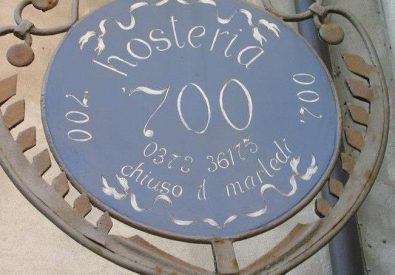 hosteria
'700
'700
'700
0373 36175
chiuso il martedì